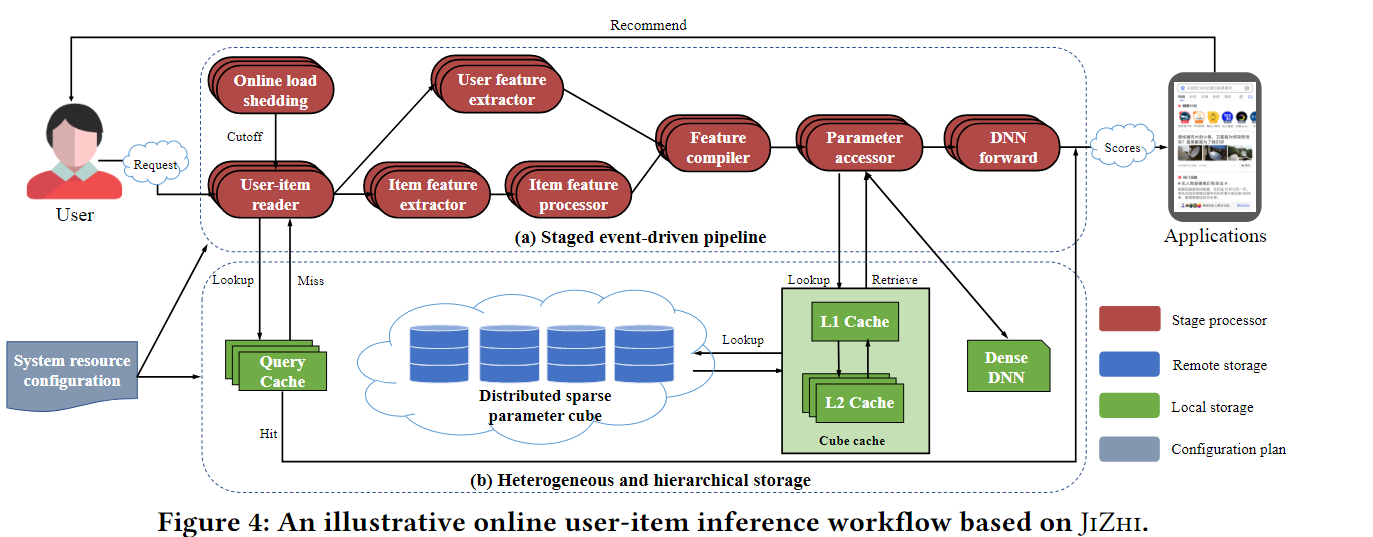 Recommend
Online load
shedding
User feature
extractor
Cutoff
Request
User-item
reader
Item feature
extractor
Item feature
processor
Feature
compiler
Parameter
accessor
DNN
forward
Scores
User
Applications
(a) Staged event-driven pipeline
Lookup
Miss
Lookup
Retrieve
System resource
configuration
Query
Cache
Distributed sparse
parameter cube
Lookup
L1 Cache
L2 Cache
Cube cache
Dense
DNN
Hit
(b) Heterogeneous and hierarchical storage
Stage processor
Remote storage
Local storage
Configuration plan
Figure 4: An illustrative online user-item inference workflow based on JiZhi.